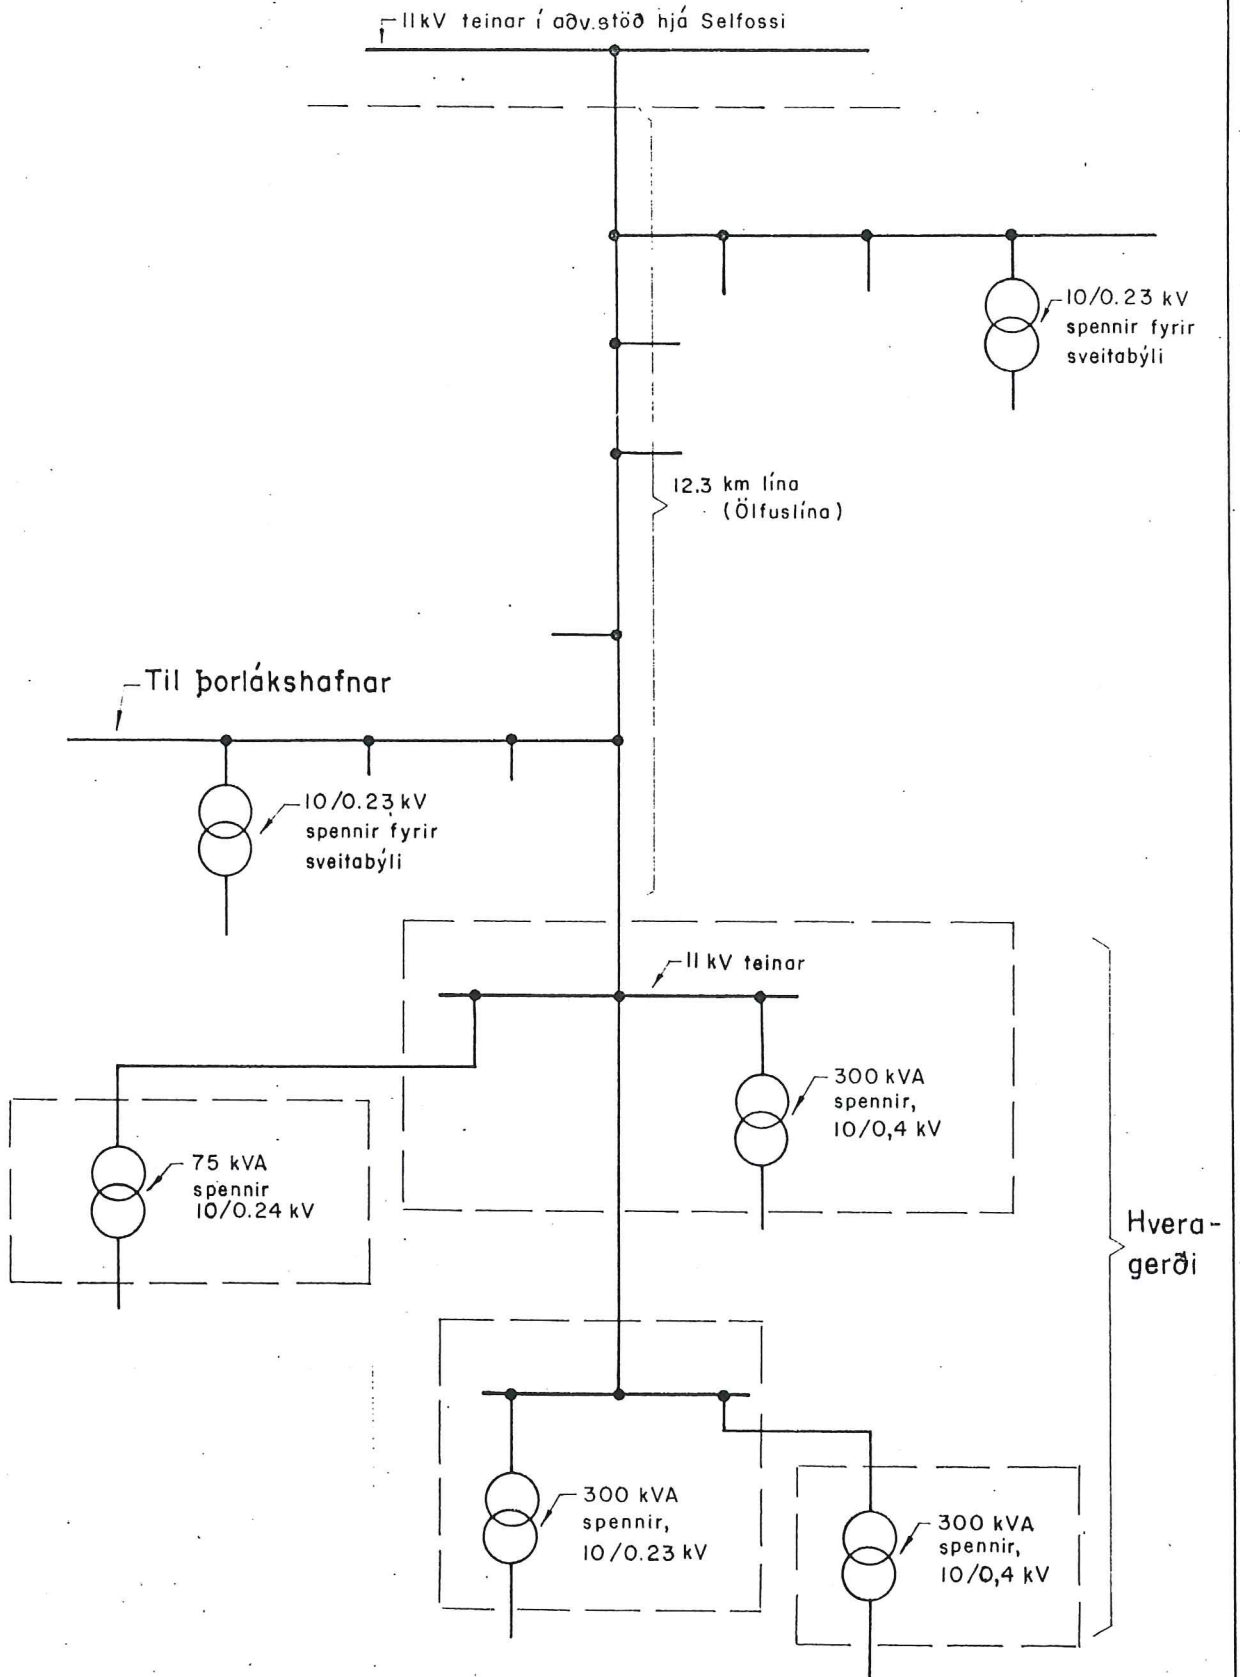 11 kV teinar í aðv.stöð hjá Selfossi
10/0.23 kV
spennir fyrir
sveitabýli
12.3 km lína
(Ölfuslína)
Til þorlákshafnar
10/0.23 kV
spennir fyrir
sveitabýli
11 kV teinar
300 kVA
spennir,
10/0,4 kV
75 kVA
spennir
10/0.24 kV
Hvera-
gerði
300 kVA
spennir,
10/0.23 kV
300 kVA
spennir,
10/0,4 kV